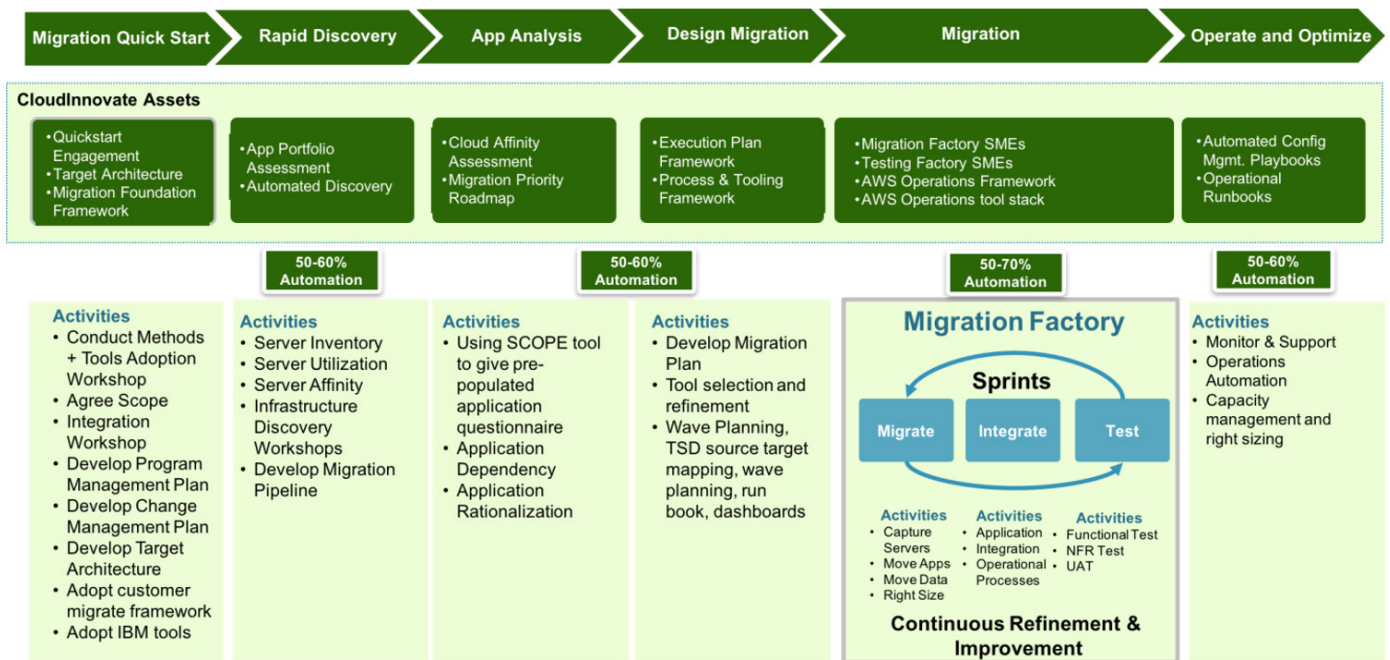 Migration Quick Start
Rapid Discovery
App Analysis
Design Migration
Migration
Operate and Optimize
CloudInnovate Assets
•Quickstart
Engagement
•Target Architecture
•Migration Foundation
Framework
•App Portfolio
Assessment
•Automated Discovery
•Cloud Affinity
Assessment
•Migration Priority
Roadmap
•Execution Plan
Framework
•Process & Tooling
Framework
•Migration Factory SMEs
•Testing Factory SMEs
•AWS Operations Framework
•AWS Operations tool stack
•Automated Config
Mgmt. Playbooks
•Operational
Runbooks
50-60%
Automation
50-60%
Automation
50-70%
Automation
50-60%
Automation
Activities
• Conduct Methods
+ Tools Adoption
Workshop
• Agree Scope
• Integration
Workshop
• Develop Program
Management Plan
• Develop Change
Management Plan
• Develop Target
Architecture
• Adopt customer
migrate framework
• Adopt IBM tools
Activities
• Server Inventory
• Server Utilization
• Server Affinity
• Infrastructure
Discovery
Workshops
• Develop Migration
Pipeline
Activities
• Using SCOPE tool
to give pre-
populated
application
questionnaire
• Application
Dependency
• Application
Rationalization
Activities
• Develop Migration
Plan
• Tool selection and
refinement
• Wave Planning,
TSD source target
mapping, wave
planning, run
book, dashboards
Migration Factory
Sprints
Migrate
Integrate
Test
Activities
• Capture
Servers
• Move Apps
• Move Data
• Right Size
Activities
• Application
• Integration
• Operational
Processes
Activities
• Functional Test
• NFR Test
• UAT
Continuous Refinement &
Improvement
Activities
• Monitor & Support
• Operations
Automation
• Capacity
management and
right sizing